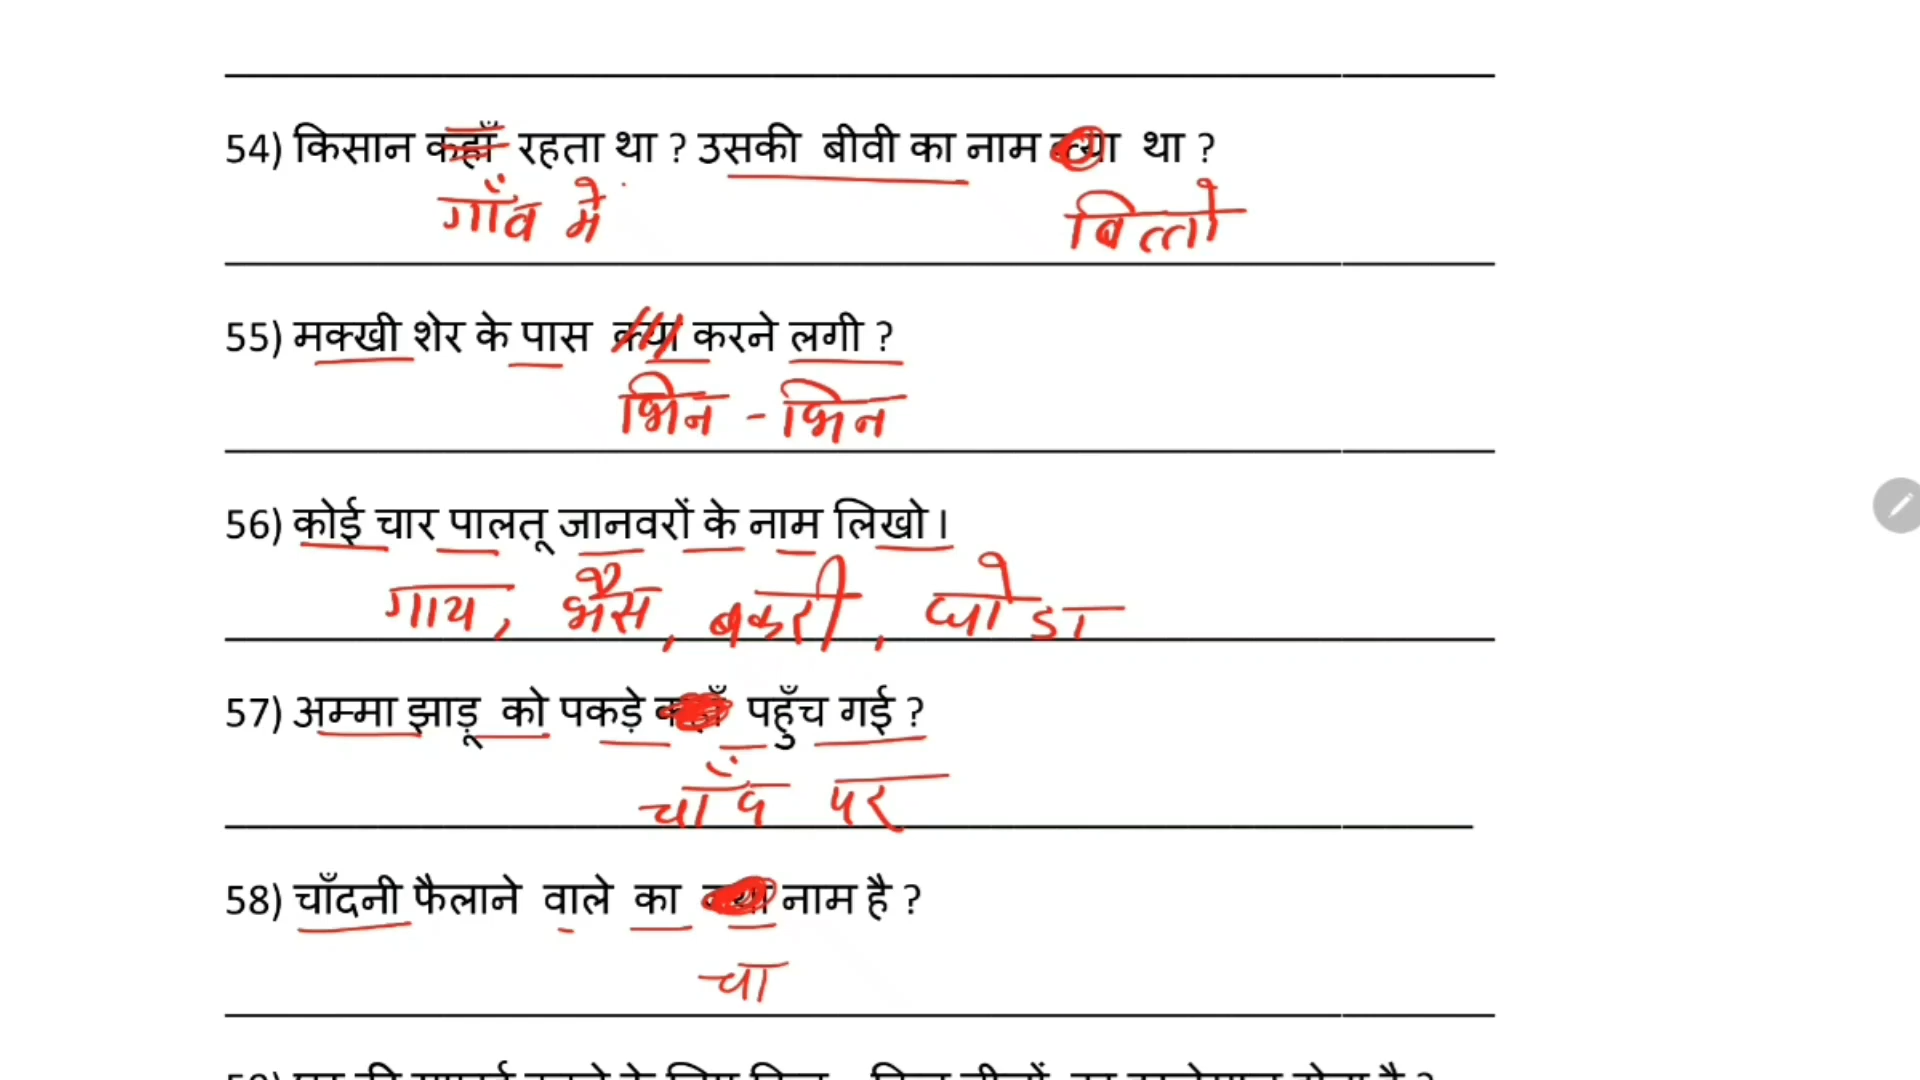 54) किसान कहाँ रहता था ? उसकी बीवी का नाम क्या था ?
गाँव में बित्तो
55) मक्खी शेर के पास क्या करने लगी ?
भिन - भिन
56) कोई चार पालतू जानवरों के नाम लिखो ।
गाय, भैंस, बकरी, घोडा
57) अम्मा झाड़ू को पकड़े कहाँ पहुँच गई ?
चाँद पर
58) चाँदनी फैलाने वाले का क्या नाम है ?
चा